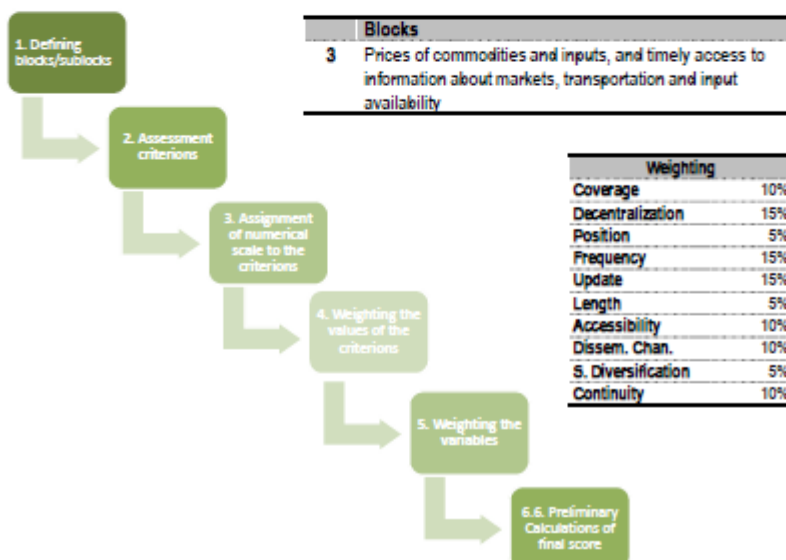 1. Defining
blocks/sublocks
2. Assessment
criterions
3. Assignment
of numerical
scale to the
criterions
4. Weighting the
values of the
criterions
5. Weighting the
variables
6.6. Preliminary
Calculations of
final score
Blocks
3 Prices of commodities and inputs, and timely access to
information about markets, transportation and input
availability
Weighting
Coverage 10%
Decentralization 15%
Position 5%
Frequency 15%
Update 15%
Length 5%
Accessibility 10%
Dissem. Chan. 10%
S. Diversification 5%
Continuity 10%